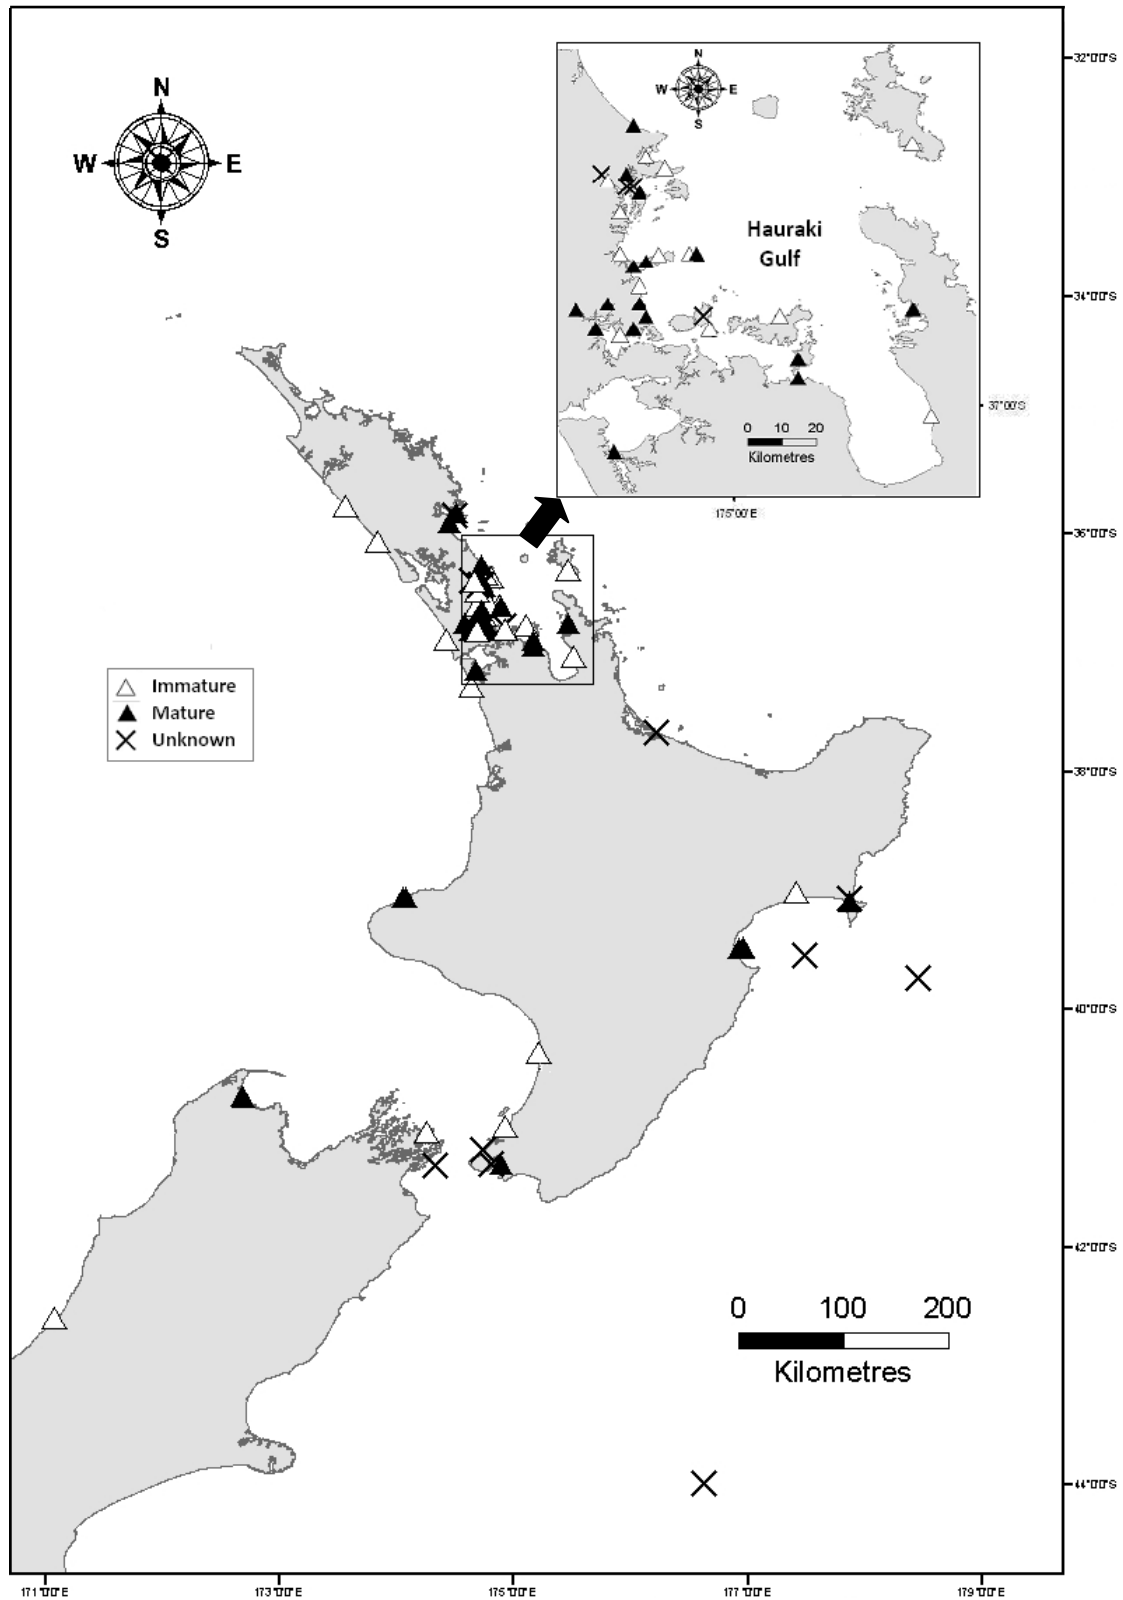 N
W E
S
N
W E
S
Hauraki
Gulf
0 10 20
Kilometres
37°00'S
175°00'E
32°00'S
34°00'S
36°00'S
38°00'S
40°00'S
42°00'S
44°00'S
Immature
Mature
Unknown
0 100 200
Kilometres
171°00'E 173°00'E 175°00'E 177°00'E 179°00'E